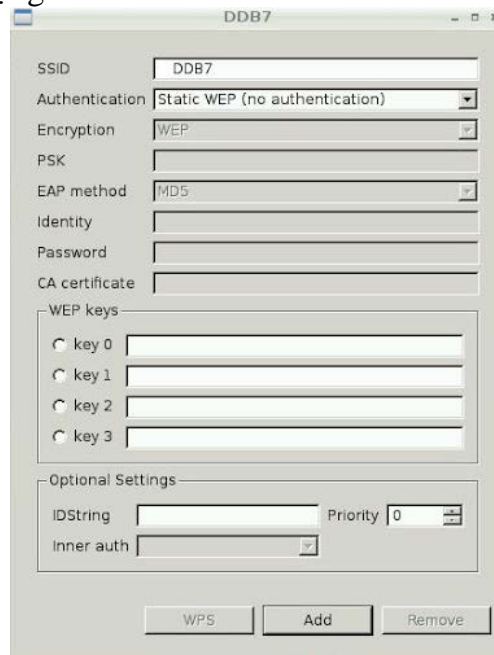 DDB7
SSID DDB7
Authentication Static WEP (no authentication)
Encryption WEP
PSK
EAP method MD5
Identity
Password
CA certificate
WEP keys
key 0
key 1
key 2
key 3
Optional Settings
IDString Priority 0
Inner auth
WPS Add Remove